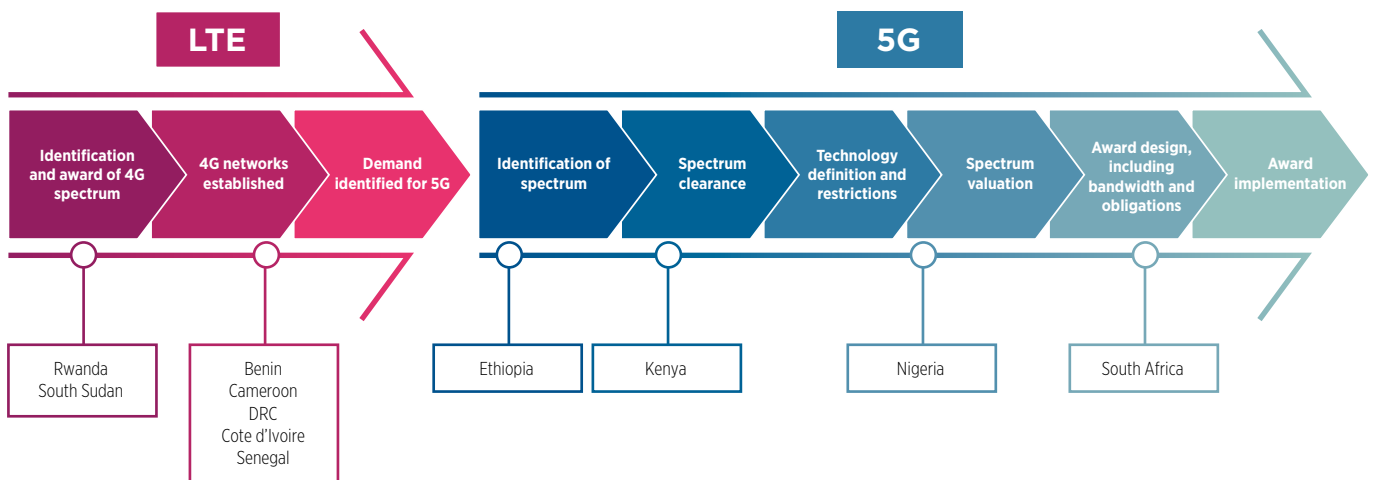 LTE
5G
Identification
and award of 4G
spectrum
4G networks
established
Demand
identified for 5G
Identification of
spectrum
Spectrum
clearance
Technology
definition and
restrictions
Spectrum
valuation
Award design,
including
bandwidth and
obligations
Award
implementation
Rwanda
South Sudan
Benin
Cameroon
DRC
Cote d'Ivoire
Senegal
Ethiopia
Kenya
Nigeria
South Africa